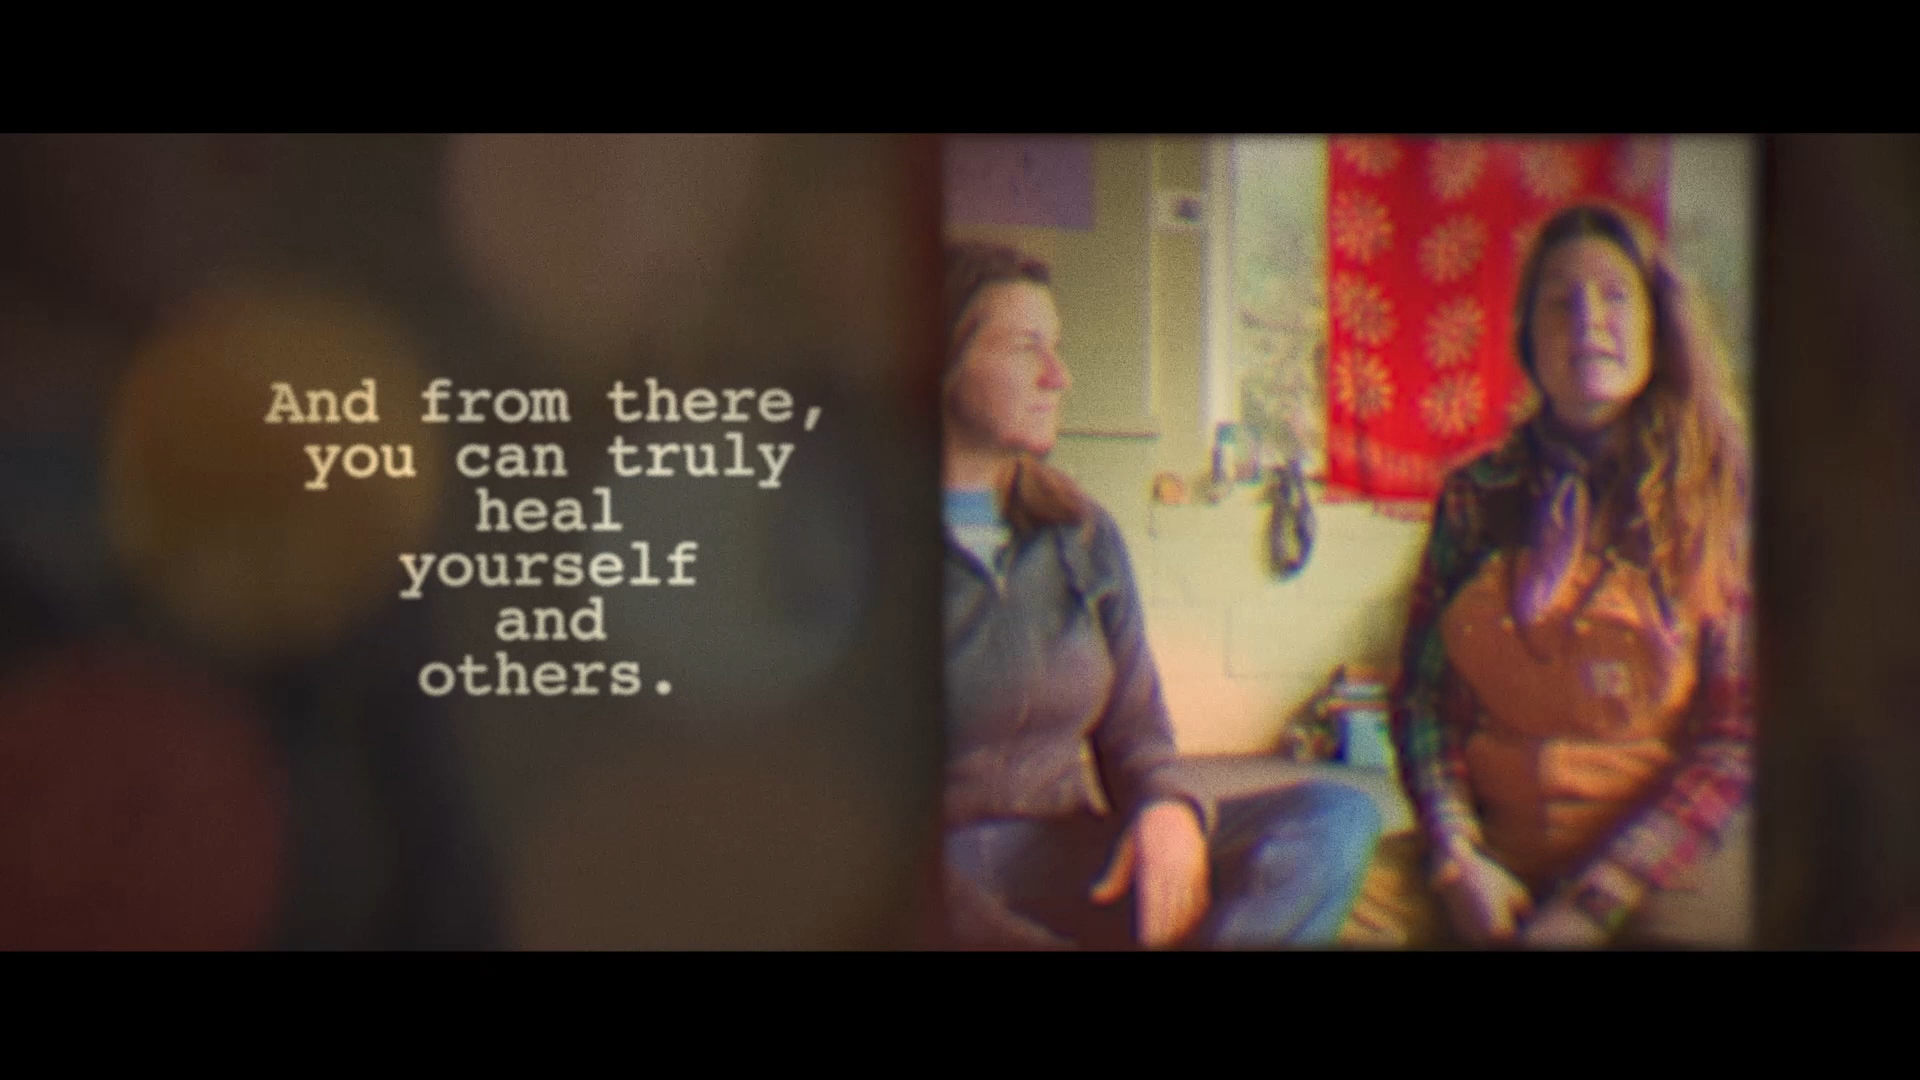 And from there,
you can truly
heal
yourself
and
others.